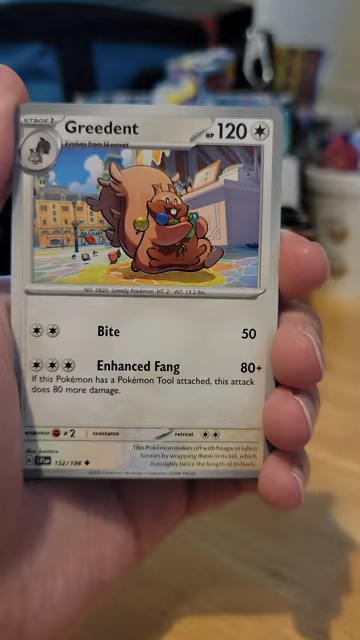 STAGE 1
Greedent
HP 120
Evolves from Skwovet
NO. 0820 Greedy Pokémon HT: 2' WT: 13.2 lbs.
Bite 50
Enhanced Fang 80+
If this Pokémon has a Pokémon Tool attached, this attack
does 80 more damage.
weakness ×2 resistance retreat
This Pokémon makes off with heaps of fallen
berries by wrapping them in its tail, which
is roughly twice the length of its body.
152/198